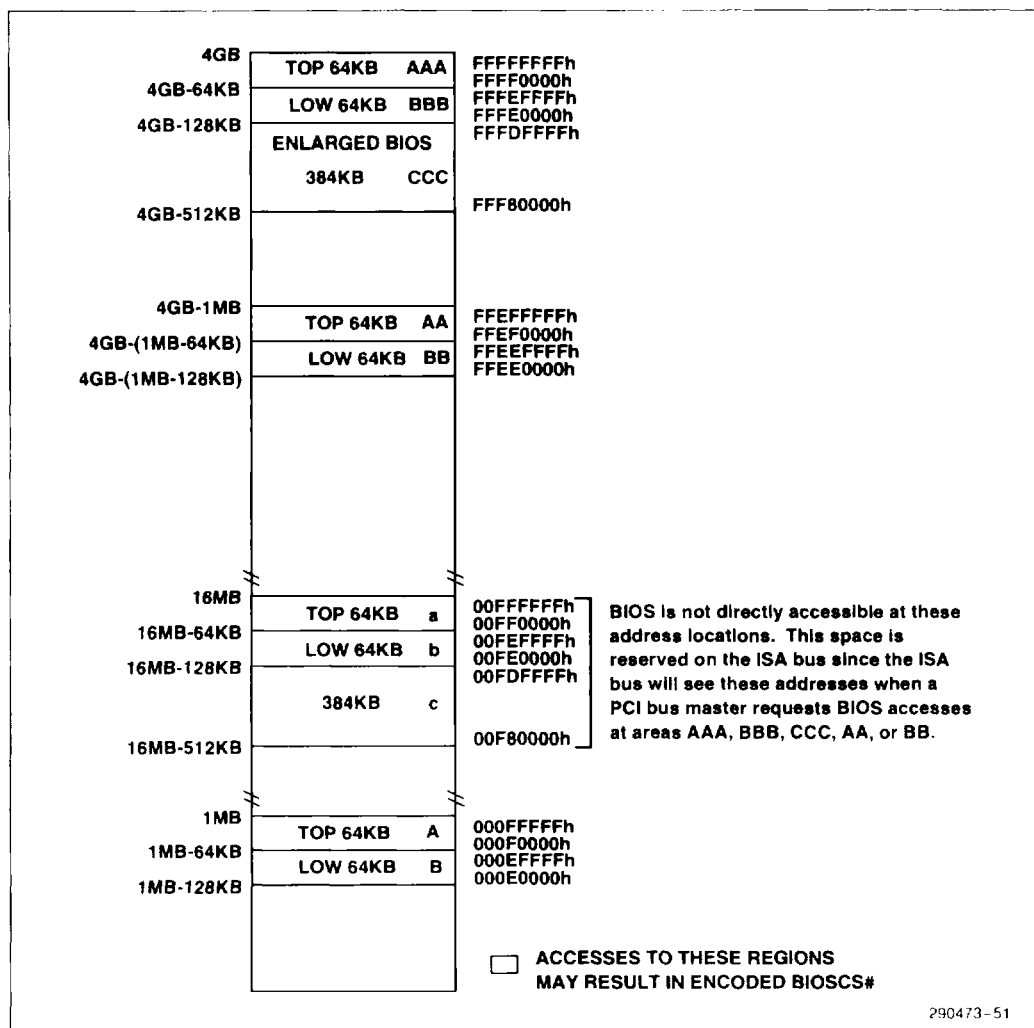 4GB
TOP 64KB AAA
FFFFFFFFh
FFFF0000h
4GB-64KB
LOW 64KB BBB
FFFEFFFFh
FFFE0000h
4GB-128KB
FFFDFFFFh
ENLARGED BIOS
384KB CCC
4GB-512KB
FFF80000h
4GB-1MB
TOP 64KB AA
FFEFFFFFh
FFEF0000h
4GB-(1MB-64KB)
LOW 64KB BB
FFEEFFFFh
FFEE0000h
4GB-(1MB-128KB)
16MB
TOP 64KB a
00FFFFFFh
00FF0000h
16MB-64KB
LOW 64KB b
00FEFFFFh
00FE0000h
16MB-128KB
00FDFFFFh
384KB c
16MB-512KB
00F80000h
BIOS is not directly accessible at these
address locations. This space is
reserved on the ISA bus since the ISA
bus will see these addresses when a
PCI bus master requests BIOS accesses
at areas AAA, BBB, CCC, AA, or BB.
1MB
TOP 64KB A
000FFFFFh
000F0000h
1MB-64KB
LOW 64KB B
000EFFFFh
000E0000h
1MB-128KB
ACCESSES TO THESE REGIONS
MAY RESULT IN ENCODED BIOSCS#
290473-51